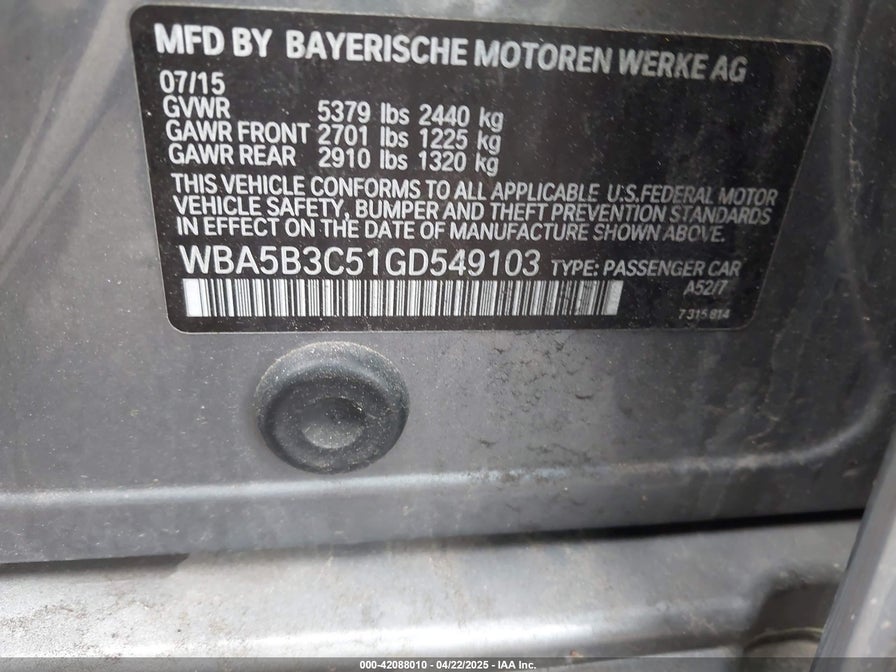 MFD BY BAYERISCHE MOTOREN WERKE AG
07/15
GVWR 5379 lbs 2440 kg
GAWR FRONT 2701 lbs 1225 kg
GAWR REAR 2910 lbs 1320 kg
THIS VEHICLE CONFORMS TO ALL APPLICABLE U.S.FEDERAL MOTOR
VEHICLE SAFETY, BUMPER AND THEFT PREVENTION STANDARDS
IN EFFECT ON THE DATE OF MANUFACTURE SHOWN ABOVE.
WBA5B3C51GD549103 TYPE: PASSENGER CAR
A52/7
7 315 814
000-42088010 - 04/22/2025 - IAA Inc.